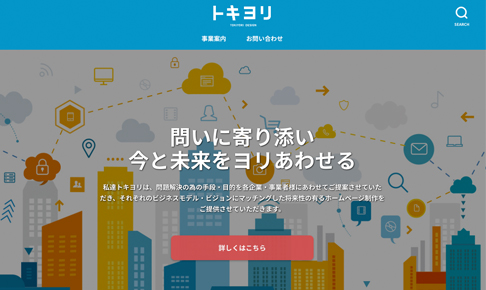 トキヨリ
SEARCH
事業案内 お問い合わせ
問いに寄り添い
今と未来をヨリあわせる
私達トキヨリは、問題解決の為の手段・目的を各企業・事業者様にあわせてご提案させていた
だき、それぞれのビジネスモデル・ビジョンにマッチングした将来性の有るホームページ制作を
ご提供させていただきます。
詳しくはこちら